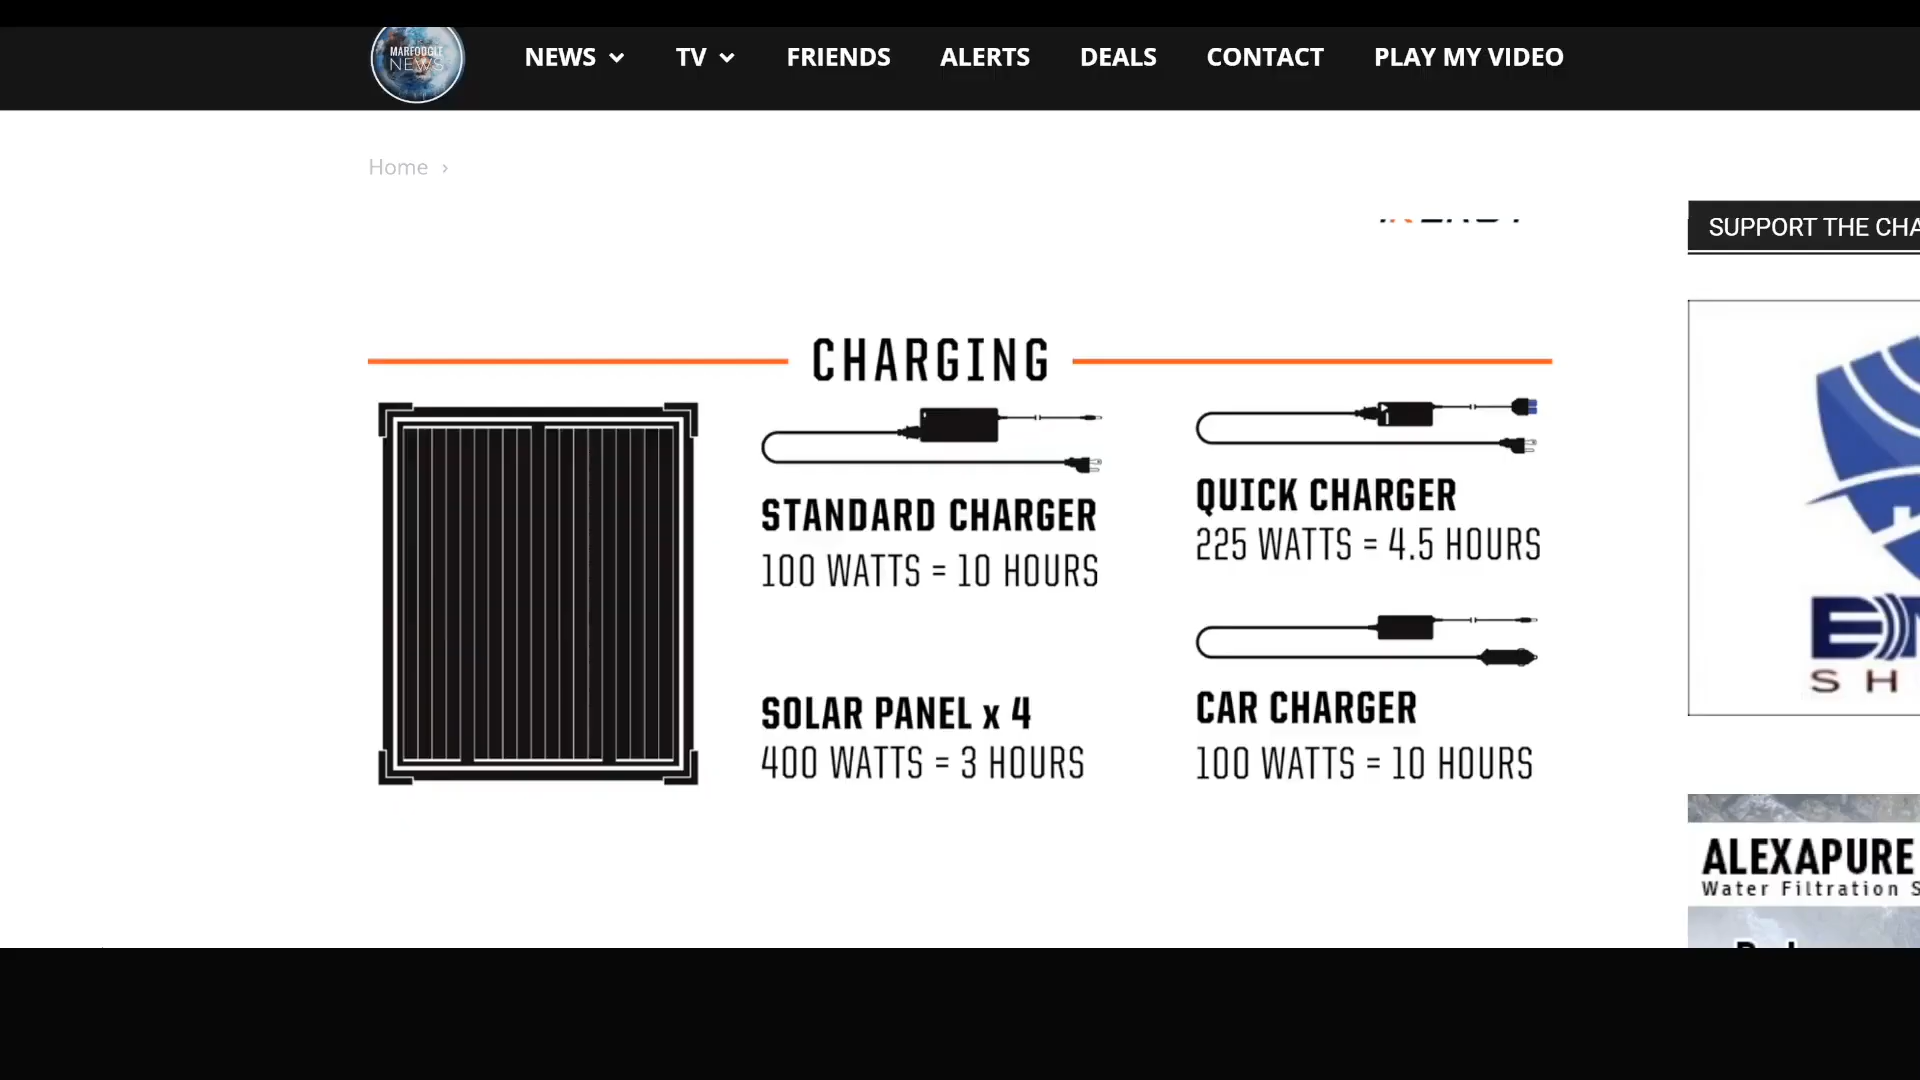 MARFOOGLE
NEWS
NEWS
TV
FRIENDS
ALERTS
DEALS
CONTACT
PLAY MY VIDEO
Home ›
SUPPORT THE CHA
CHARGING
STANDARD CHARGER
100 WATTS = 10 HOURS
QUICK CHARGER
225 WATTS = 4.5 HOURS
SOLAR PANEL x 4
400 WATTS = 3 HOURS
CAR CHARGER
100 WATTS = 10 HOURS
SH
ALEXAPURE
Water Filtration S